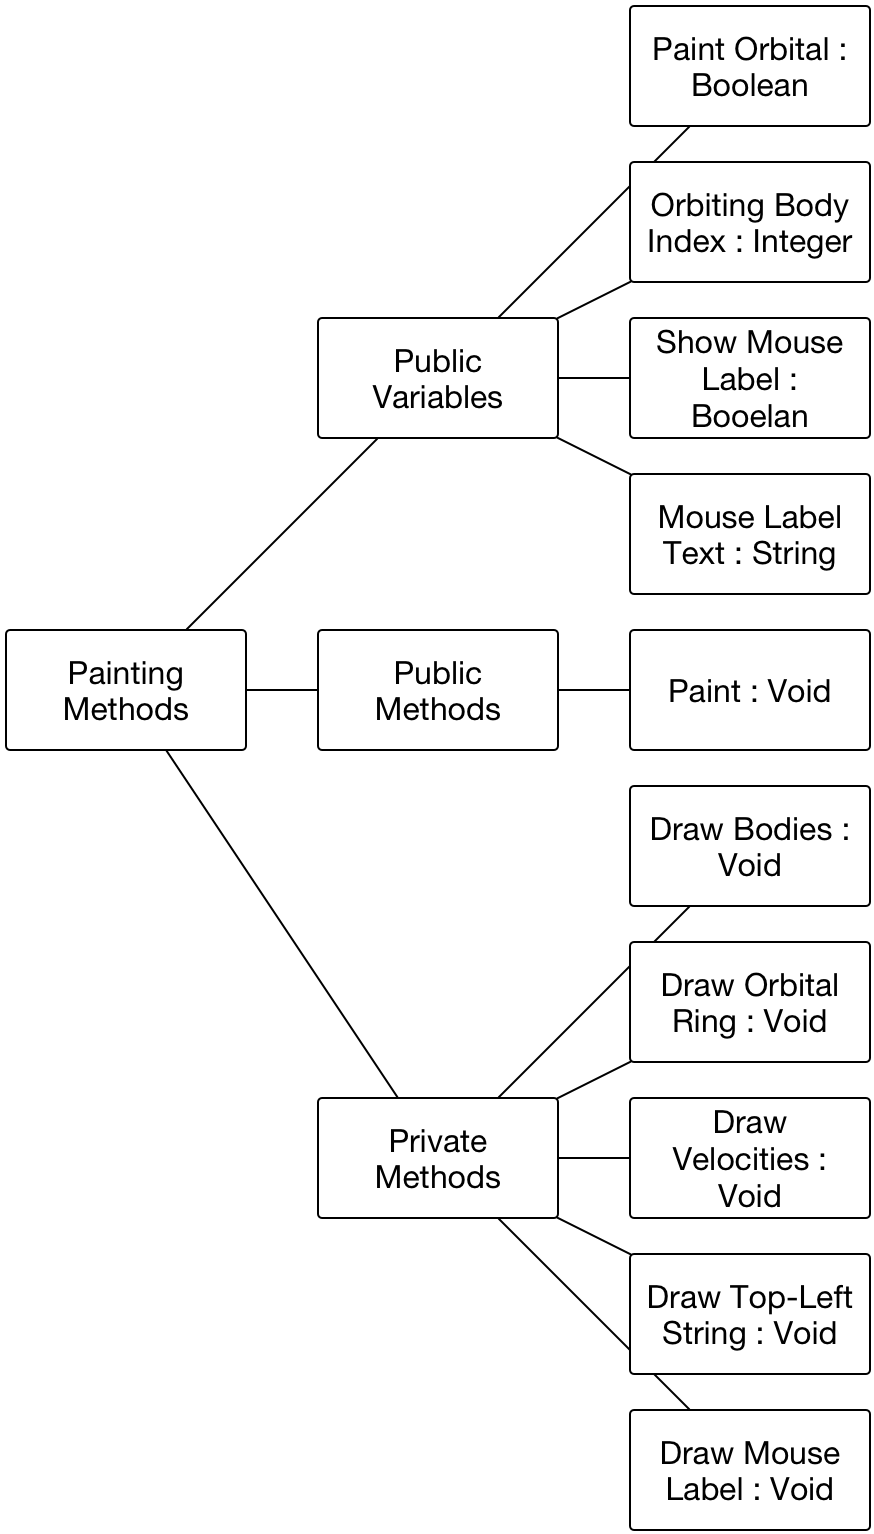 Paint Orbital :
Boolean
Orbiting Body
Index : Integer
Public
Variables
Show Mouse
Label :
Booelan
Mouse Label
Text : String
Painting
Methods
Public
Methods
Paint : Void
Draw Bodies :
Void
Draw Orbital
Ring : Void
Private
Methods
Draw
Velocities :
Void
Draw Top-Left
String : Void
Draw Mouse
Label : Void